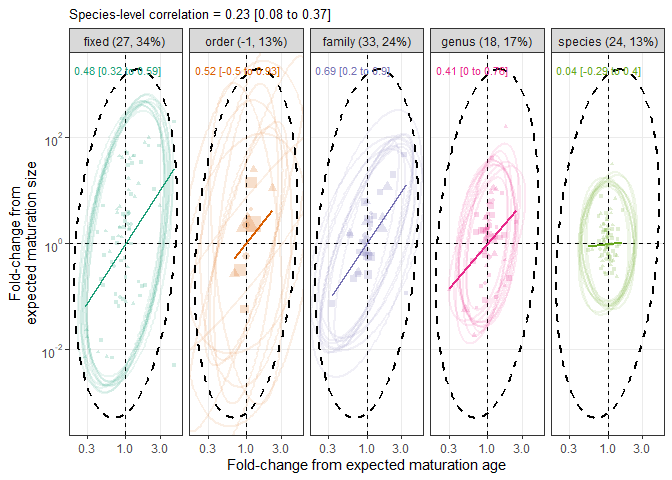 Species-level correlation = 0.23 [0.08 to 0.37]
fixed (27, 34%) order (-1, 13%) family (33, 24%) genus (18, 17%) species (24, 13%)
0.48 [0.32 to 0.59] 0.52 [-0.5 to 0.93] 0.69 [0.2 to 0.9] 0.41 [0 to 0.76] 0.04 [-0.29 to 0.4]
Fold-change from
expected maturation size
10²
10⁰
10⁻²
0.3 1.0 3.0 0.3 1.0 3.0 0.3 1.0 3.0 0.3 1.0 3.0 0.3 1.0 3.0
Fold-change from expected maturation age